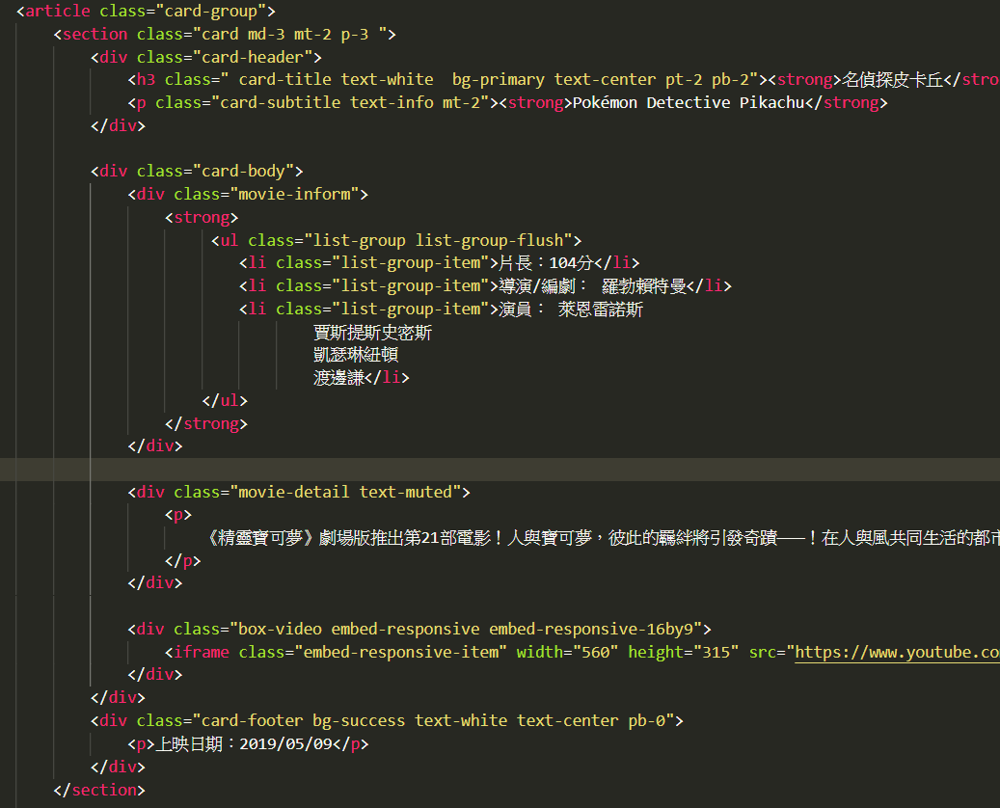 <article class="card-group">
<section class="card md-3 mt-2 p-3 ">
<div class="card-header">
<h3 class=" card-title text-white  bg-primary text-center pt-2 pb-2"><strong>名偵探皮卡丘</stro
<p class="card-subtitle text-info mt-2"><strong>Pokémon Detective Pikachu</strong>
</div>
<div class="card-body">
<div class="movie-inform">
<strong>
<ul class="list-group list-group-flush">
<li class="list-group-item">片長：104分</li>
<li class="list-group-item">導演/編劇： 羅勃賴特曼</li>
<li class="list-group-item">演員： 萊恩雷諾斯
賈斯提斯史密斯
凱瑟琳紐頓
渡邊謙</li>
</ul>
</strong>
</div>
<div class="movie-detail text-muted">
<p>
《精靈寶可夢》劇場版推出第21部電影！人與寶可夢，彼此的羈絆將引發奇蹟───！在人與風共同生活的都市
</p>
</div>
<div class="box-video embed-responsive embed-responsive-16by9">
<iframe class="embed-responsive-item" width="560" height="315" src="https://www.youtube.co
</div>
</div>
<div class="card-footer bg-success text-white text-center pb-0">
<p>上映日期：2019/05/09</p>
</div>
</section>